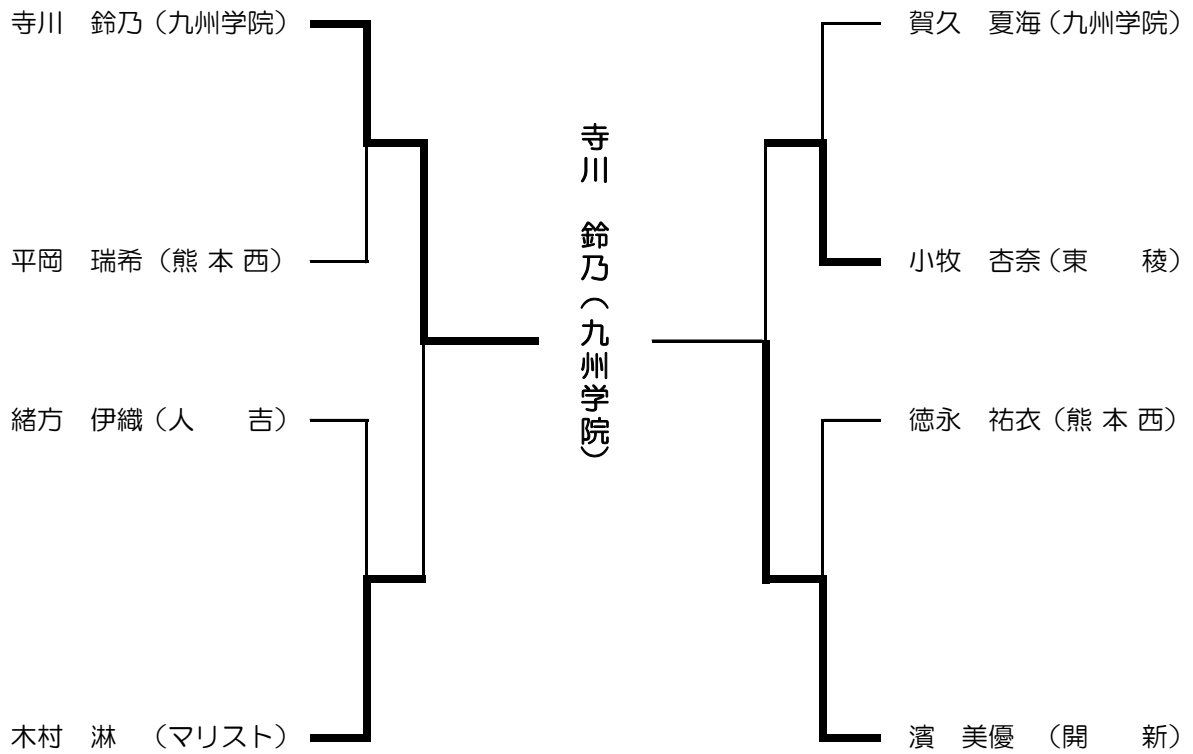 寺川　鈴乃（九州学院）
平岡　瑞希（熊本西）
緒方　伊織（人　　吉）
木村　淋　（マリスト）
寺川　鈴乃（九州学院）
賀久　夏海（九州学院）
小牧　杏奈（東　　稜）
徳永　祐衣（熊本西）
濱　美優　（開　　新）